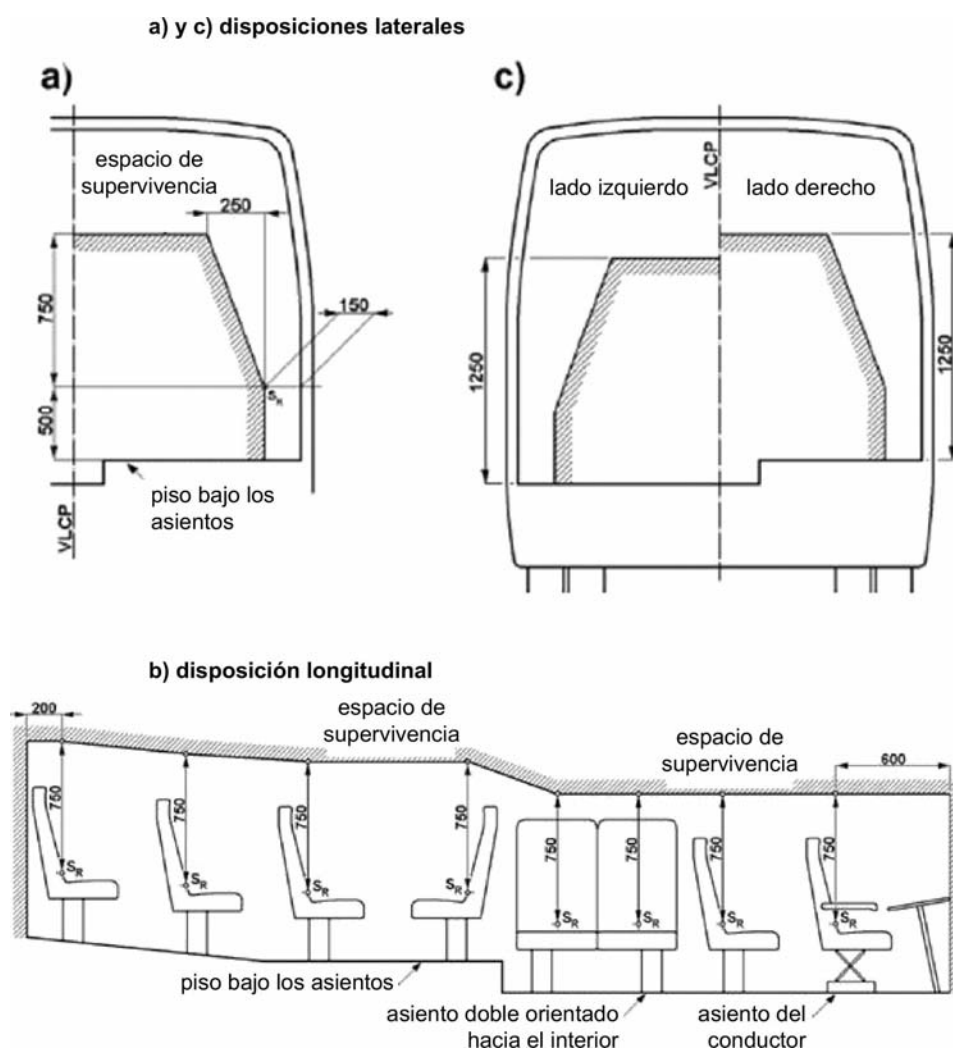 a) y c) disposiciones laterales
a)
c)
espacio de
supervivencia
250
750
150
S_R
500
piso bajo los
asientos
VLCP
VLCP
lado izquierdo
lado derecho
1250
1250
b) disposición longitudinal
200
espacio de
supervivencia
espacio de
supervivencia
600
750
750
750
750
750
750
750
750
S_R
S_R
S_R
S_R
S_R
S_R
S_R
S_R
piso bajo los asientos
asiento doble orientado
hacia el interior
asiento del
conductor